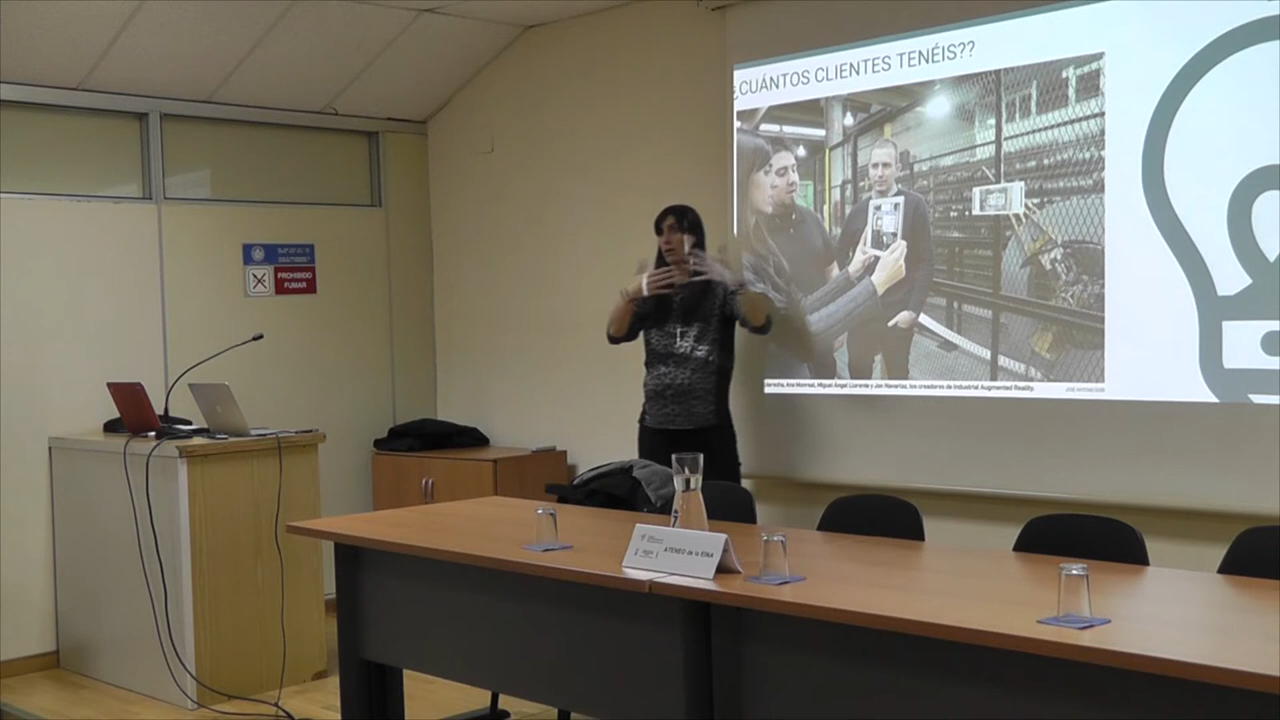 ¿CUÁNTOS CLIENTES TENÉIS??
PROHIBIDO
FUMAR
derecha, Ana Monreal, Miguel Ángel Llorente y Jon Navarlaz, los creadores de Industrial Augmented Reality.
ATENEO de la EINA